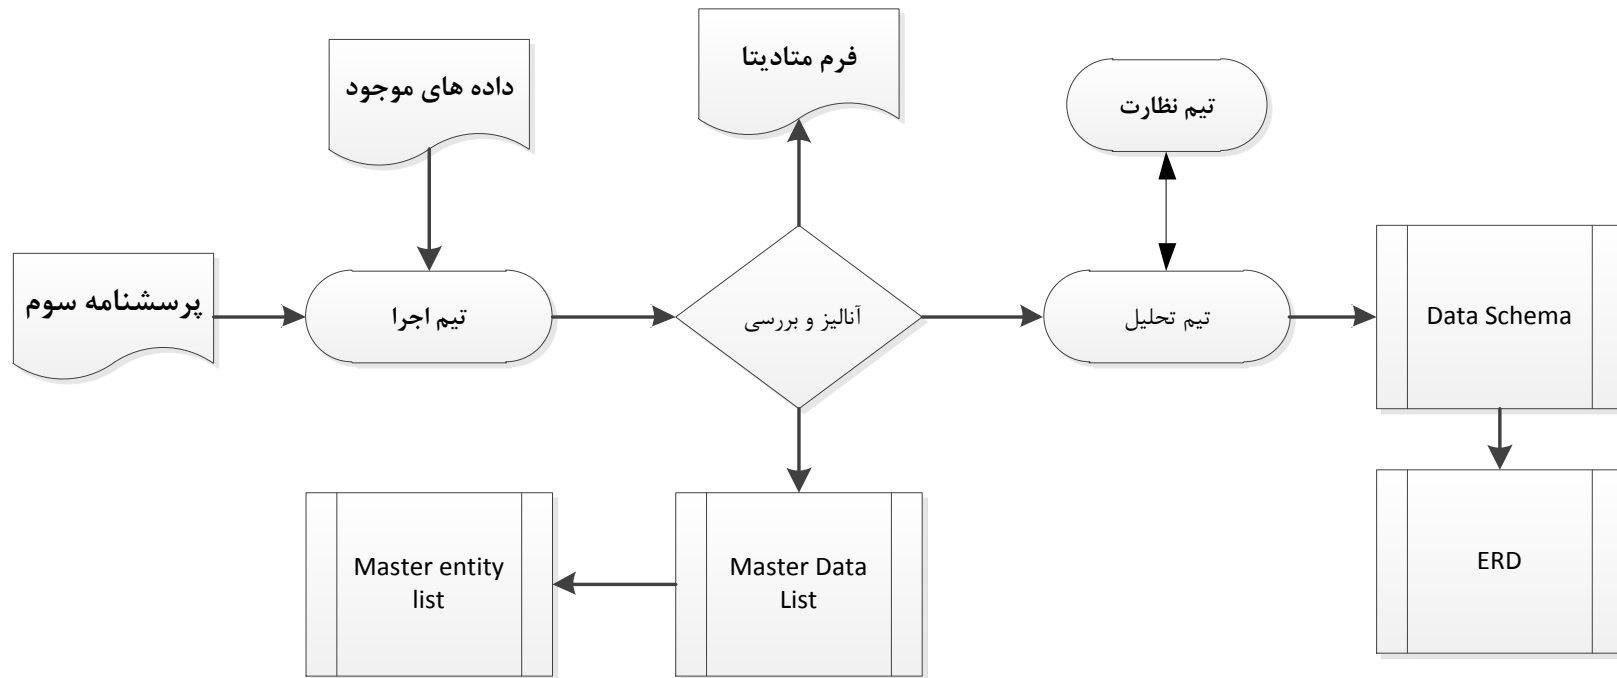 فرم متادیتا
داده های موجود
تیم نظارت
پرسشنامه سوم
تیم اجرا
آنالیز و بررسی
تیم تحلیل
Data Schema
Master entity
list
Master Data
List
ERD